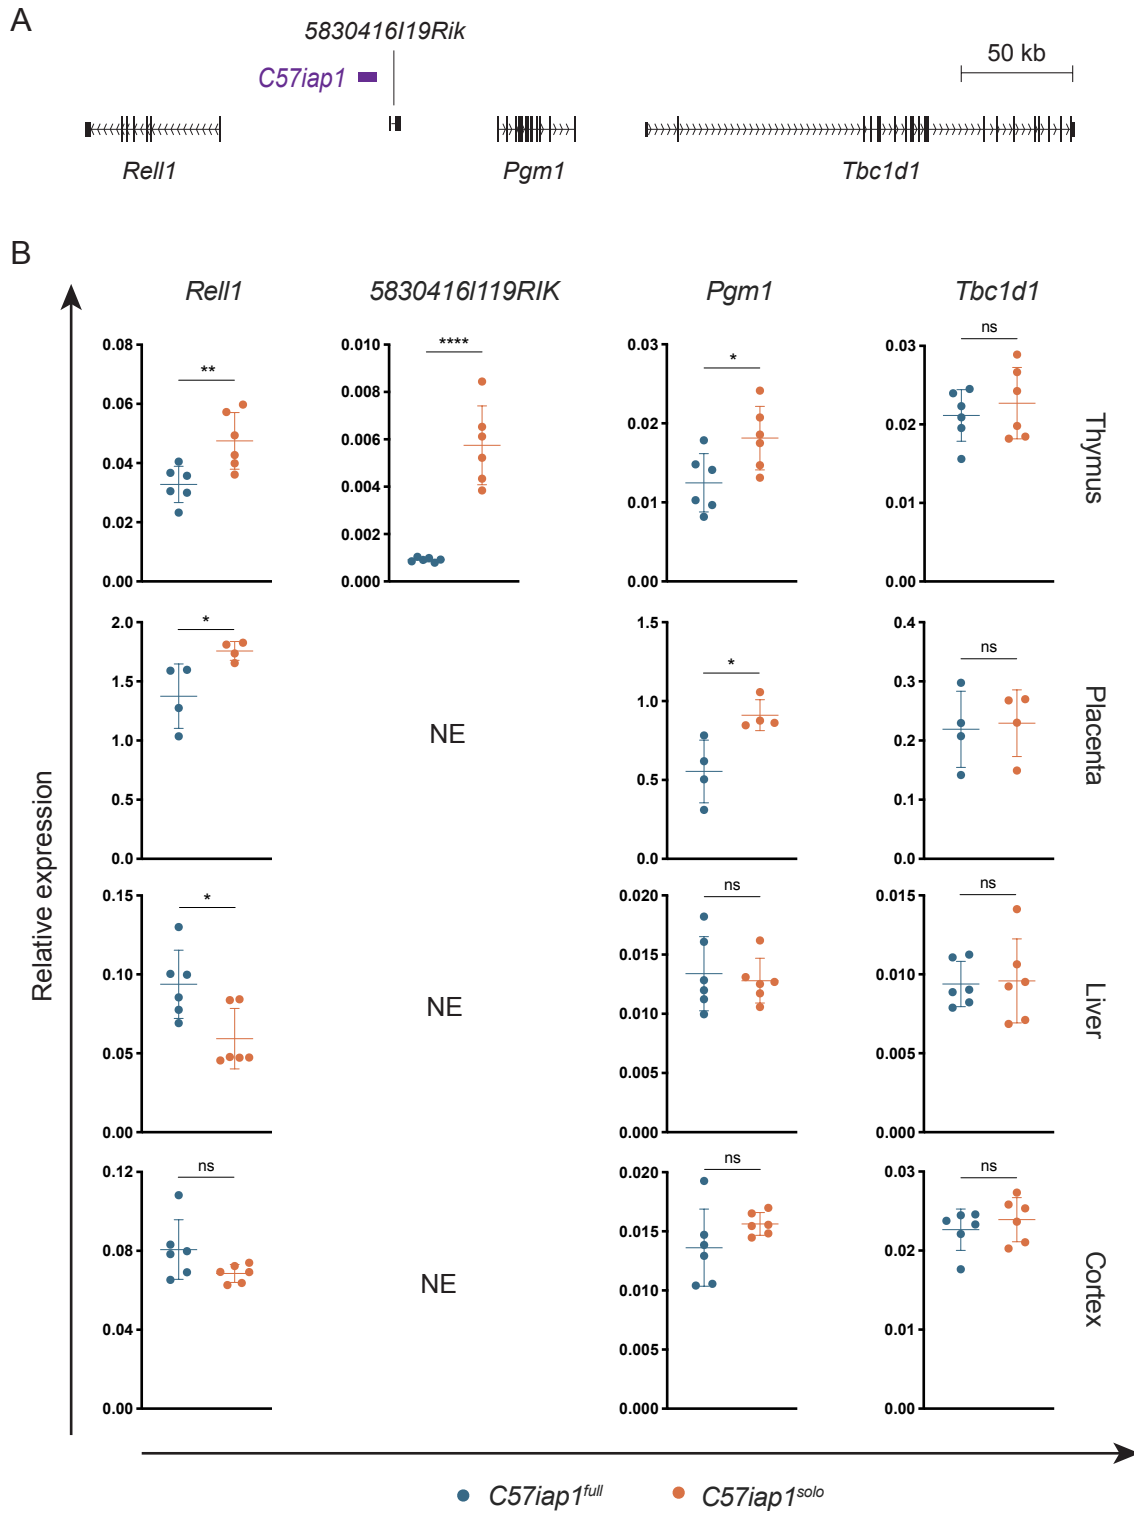 A
5830416I19Rik
C57iap1
50 kb
Rell1
Pgm1
Tbc1d1
B
Rell1
5830416I119RIK
Pgm1
Tbc1d1
Relative expression
0.08
0.06
0.04
0.02
0.00
**
0.010
0.008
0.006
0.004
0.002
0.000
****
0.03
0.02
0.01
0.00
*
0.03
0.02
0.01
0.00
ns
Thymus
2.0
1.5
1.0
0.5
0.0
*
NE
1.5
1.0
0.5
0.0
*
0.4
0.3
0.2
0.1
0.0
ns
Placenta
0.15
0.10
0.05
0.00
*
NE
0.020
0.015
0.010
0.005
0.000
ns
0.015
0.010
0.005
0.000
ns
Liver
0.12
0.08
0.04
0.00
ns
NE
0.020
0.015
0.010
0.005
0.000
ns
0.03
0.02
0.01
0.00
ns
Cortex
C57iap1full
C57iap1solo